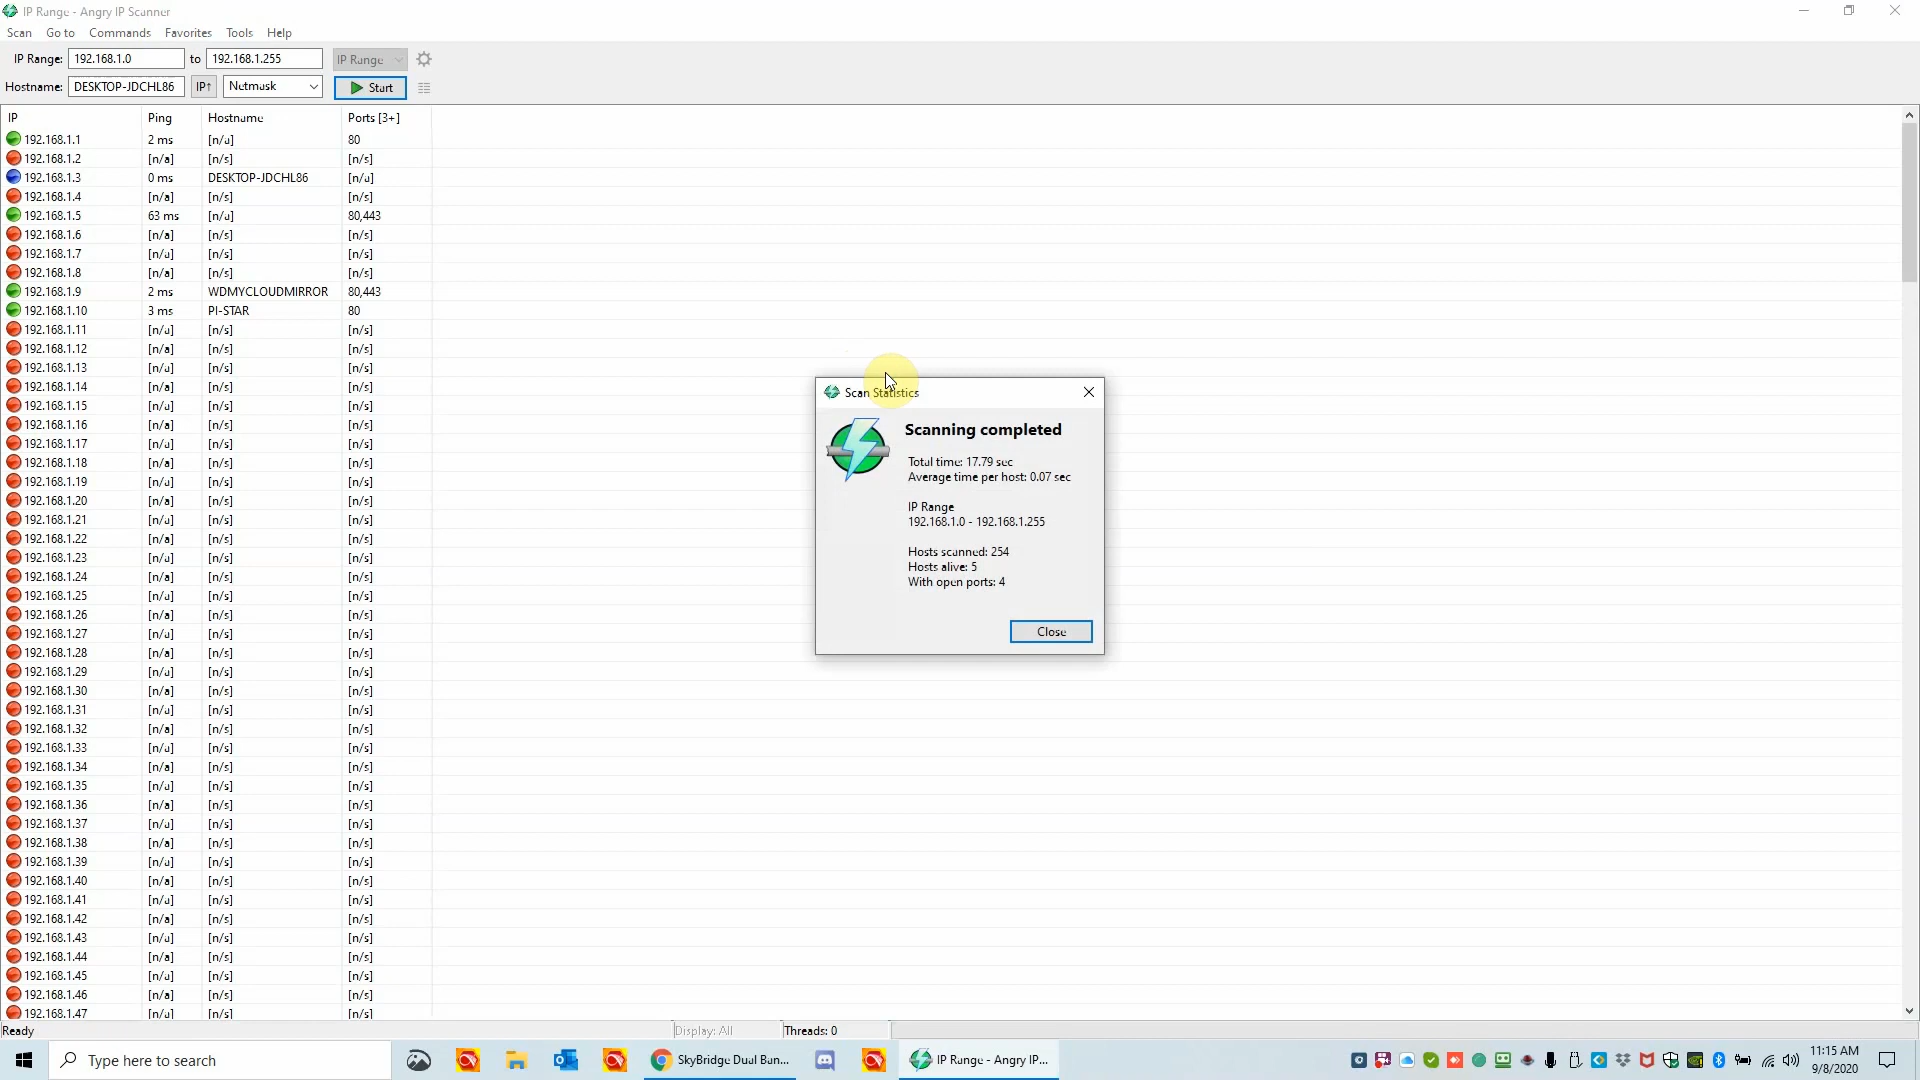 IP Range - Angry IP Scanner
Scan Go to Commands Favorites Tools Help
IP Range: 192.168.1.0 to 192.168.1.255 IP Range
Hostname: DESKTOP-JDCHL86 IP↑ Netmask Start
IP Ping Hostname Ports [3+]
192.168.1.1 2 ms [n/a] 80
192.168.1.2 [n/a] [n/s] [n/s]
192.168.1.3 0 ms DESKTOP-JDCHL86 [n/a]
192.168.1.4 [n/a] [n/s] [n/s]
192.168.1.5 63 ms [n/a] 80,443
192.168.1.6 [n/a] [n/s] [n/s]
192.168.1.7 [n/a] [n/s] [n/s]
192.168.1.8 [n/a] [n/s] [n/s]
192.168.1.9 2 ms WDMYCLOUDMIRROR 80,443
192.168.1.10 3 ms PI-STAR 80
192.168.1.11 [n/a] [n/s] [n/s]
192.168.1.12 [n/a] [n/s] [n/s]
192.168.1.13 [n/a] [n/s] [n/s]
192.168.1.14 [n/a] [n/s] [n/s]
192.168.1.15 [n/a] [n/s] [n/s]
192.168.1.16 [n/a] [n/s] [n/s]
192.168.1.17 [n/a] [n/s] [n/s]
192.168.1.18 [n/a] [n/s] [n/s]
192.168.1.19 [n/a] [n/s] [n/s]
192.168.1.20 [n/a] [n/s] [n/s]
192.168.1.21 [n/a] [n/s] [n/s]
192.168.1.22 [n/a] [n/s] [n/s]
192.168.1.23 [n/a] [n/s] [n/s]
192.168.1.24 [n/a] [n/s] [n/s]
192.168.1.25 [n/a] [n/s] [n/s]
192.168.1.26 [n/a] [n/s] [n/s]
192.168.1.27 [n/a] [n/s] [n/s]
192.168.1.28 [n/a] [n/s] [n/s]
192.168.1.29 [n/a] [n/s] [n/s]
192.168.1.30 [n/a] [n/s] [n/s]
192.168.1.31 [n/a] [n/s] [n/s]
192.168.1.32 [n/a] [n/s] [n/s]
192.168.1.33 [n/a] [n/s] [n/s]
192.168.1.34 [n/a] [n/s] [n/s]
192.168.1.35 [n/a] [n/s] [n/s]
192.168.1.36 [n/a] [n/s] [n/s]
192.168.1.37 [n/a] [n/s] [n/s]
192.168.1.38 [n/a] [n/s] [n/s]
192.168.1.39 [n/a] [n/s] [n/s]
192.168.1.40 [n/a] [n/s] [n/s]
192.168.1.41 [n/a] [n/s] [n/s]
192.168.1.42 [n/a] [n/s] [n/s]
192.168.1.43 [n/a] [n/s] [n/s]
192.168.1.44 [n/a] [n/s] [n/s]
192.168.1.45 [n/a] [n/s] [n/s]
192.168.1.46 [n/a] [n/s] [n/s]
192.168.1.47 [n/a] [n/s] [n/s]
Scan Statistics
Scanning completed
Total time: 17.79 sec
Average time per host: 0.07 sec
IP Range
192.168.1.0 - 192.168.1.255
Hosts scanned: 254
Hosts alive: 5
With open ports: 4
Close
Ready Display: All Threads: 0
Type here to search
SkyBridge Dual Ban...
IP Range - Angry IP...
11:15 AM
9/8/2020